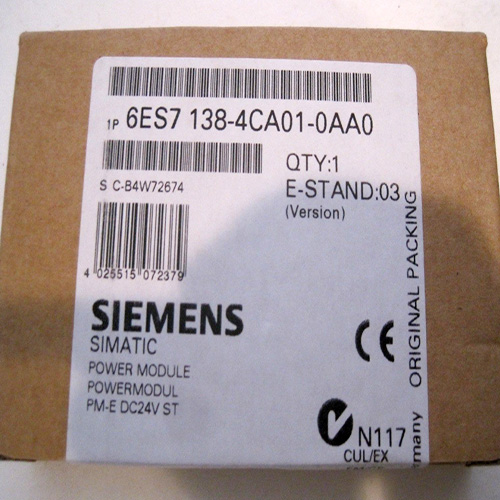 1P 6ES7 138-4CA01-0AA0
QTY:1
S C-B4W72674
E-STAND:03
(Version)
4 025515 072379
SIEMENS
SIMATIC
POWER MODULE
POWERMODUL
PM-E DC24V ST
CE
N117
CUL/EX
ORIGINAL PACKING